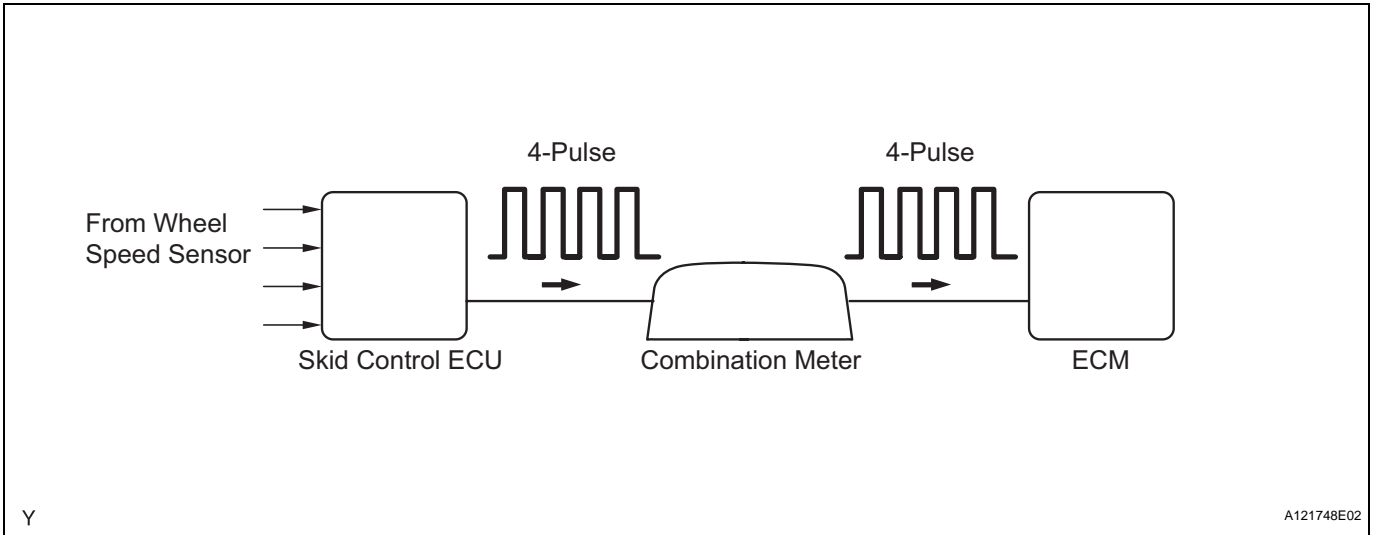 4-Pulse
4-Pulse
From Wheel
Speed Sensor
Skid Control ECU
Combination Meter
ECM
Y
A121748E02